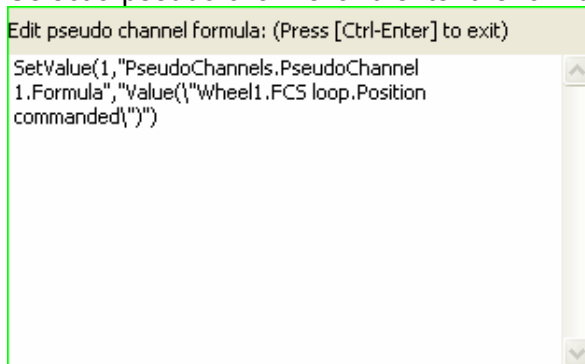 Edit pseudo channel formula: (Press [Ctrl-Enter] to exit)
SetValue(1,"PseudoChannels.PseudoChannel
1.Formula","Value(\"Wheel1.FCS loop.Position
commanded\")")